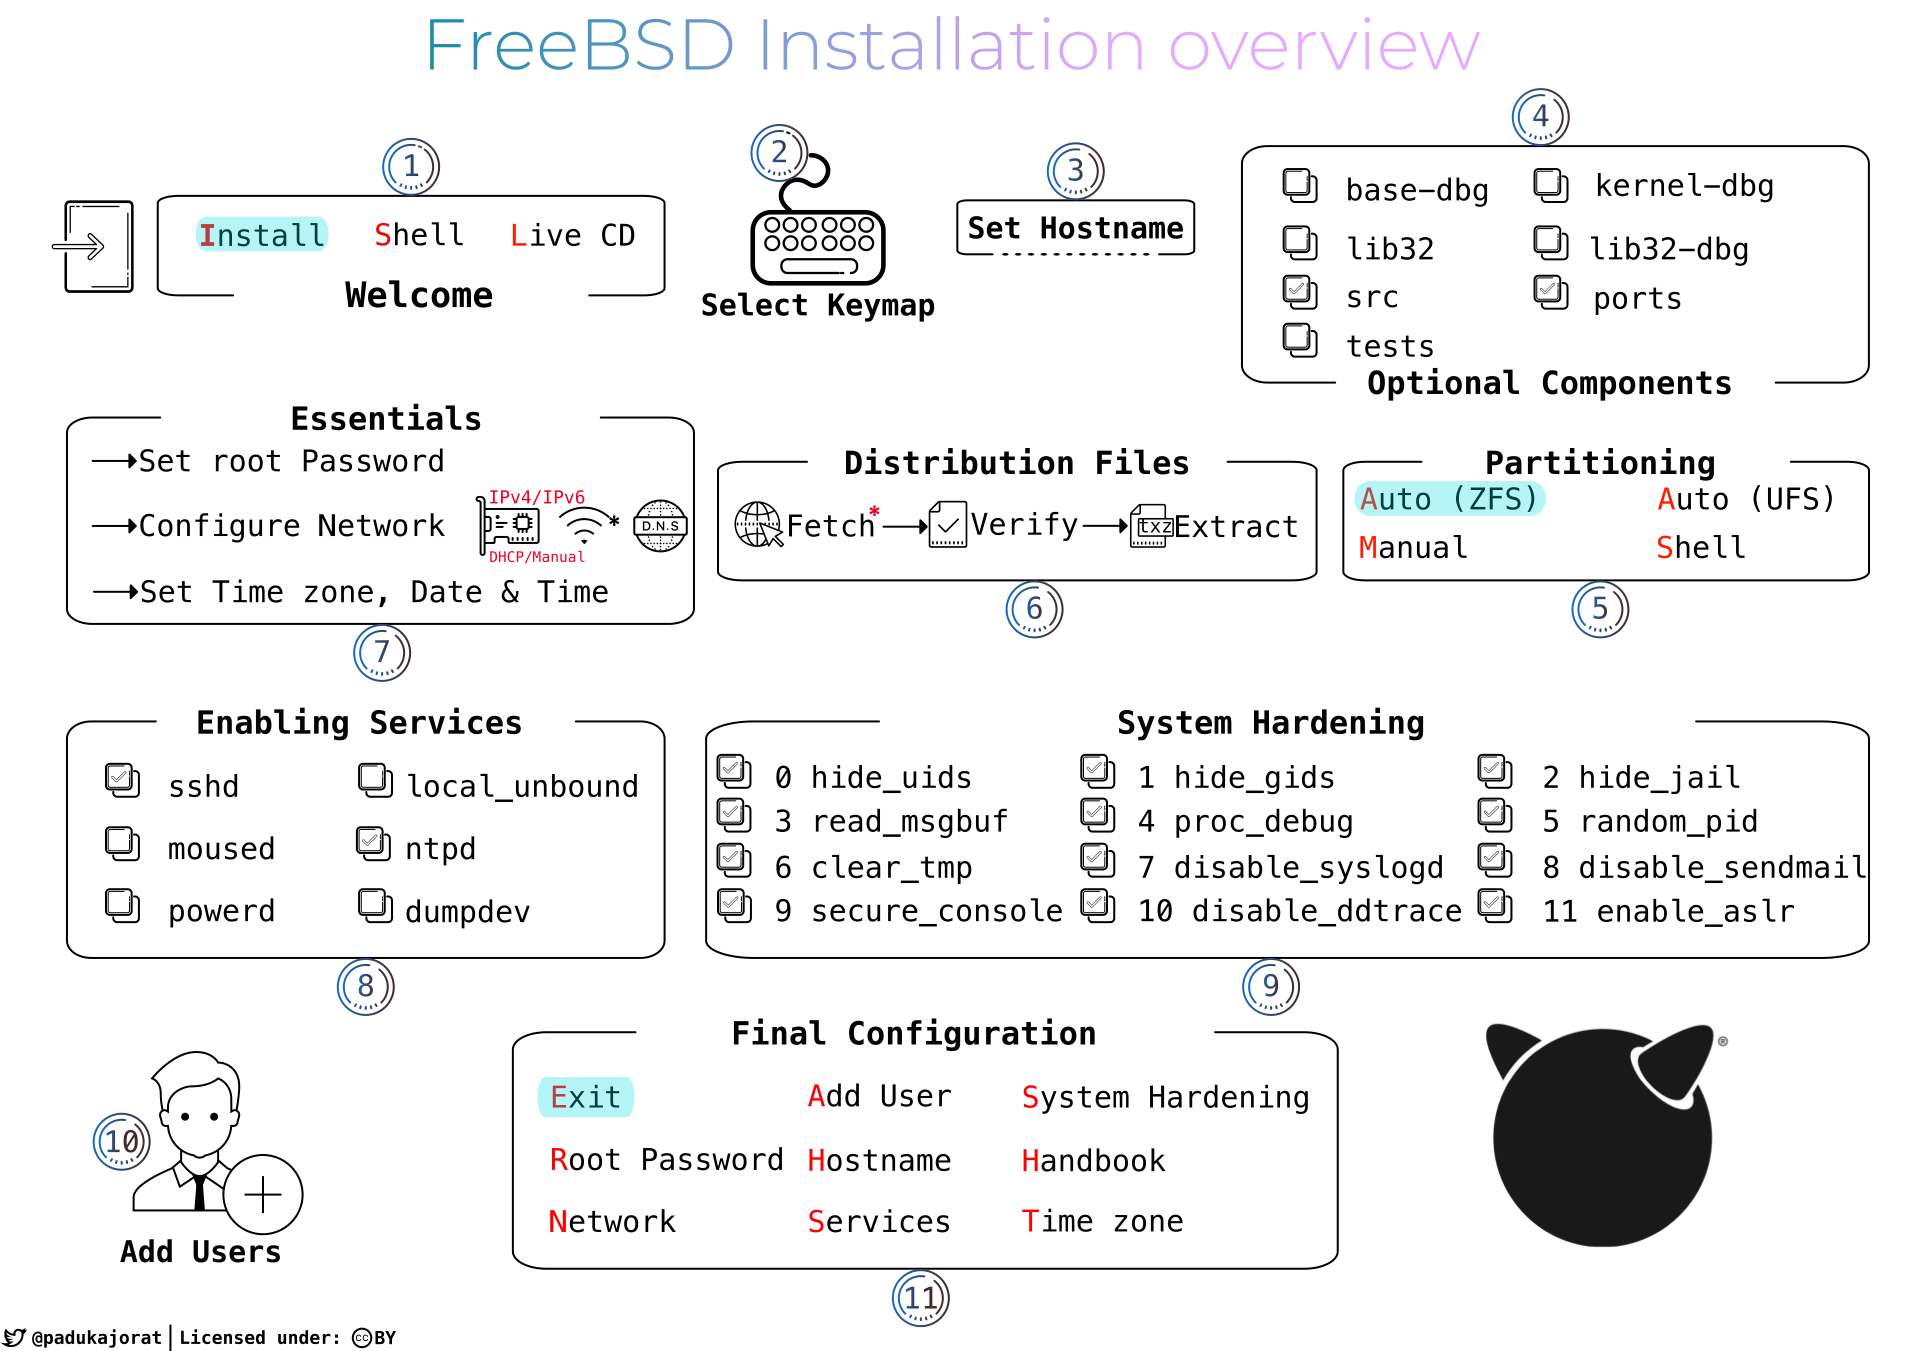 FreeBSD Installation overview
1
Install Shell Live CD
Welcome
2
Select Keymap
3
Set Hostname
4
base-dbg kernel-dbg
lib32 lib32-dbg
src ports
tests
Optional Components
Essentials
Set root Password
Configure Network
IPv4/IPv6
*
D.N.S
DHCP/Manual
Set Time zone, Date & Time
7
Distribution Files
Fetch* Verify txz Extract
6
Partitioning
Auto (ZFS) Auto (UFS)
Manual Shell
5
Enabling Services
sshd local_unbound
moused ntpd
powerd dumpdev
8
System Hardening
0 hide_uids 1 hide_gids 2 hide_jail
3 read_msgbuf 4 proc_debug 5 random_pid
6 clear_tmp 7 disable_syslogd 8 disable_sendmail
9 secure_console 10 disable_ddtrace 11 enable_aslr
9
10
Add Users
Final Configuration
Exit Add User System Hardening
Root Password Hostname Handbook
Network Services Time zone
11
®
@padukajorat | Licensed under: cc BY